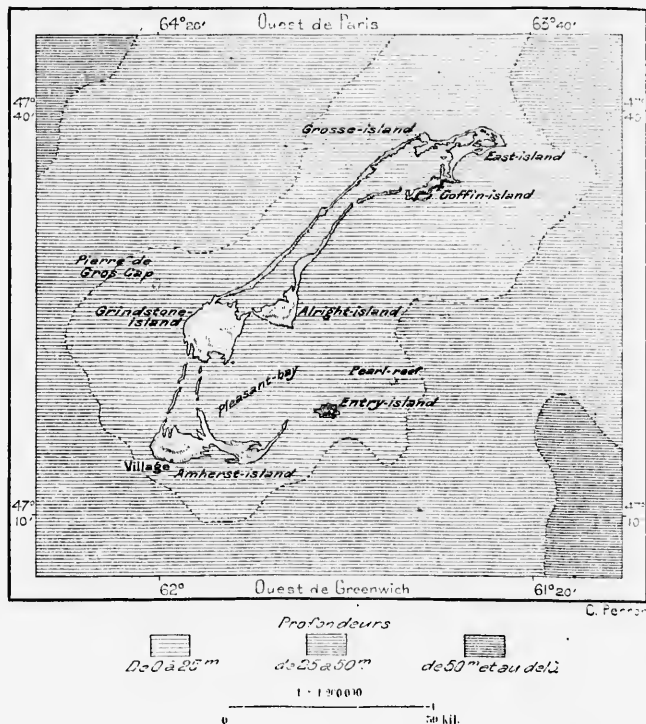 64°20' Ouest de Paris 63°40'
47°
40'
47°
40'
Grosse-island
East-island
Coffin-island
Pierre-de
Gros-Cap
Grindstone-
island
Alright-island
Pleasant-bay
Pearl-reef
Entry-island
Village
Amherst-island
47°
10'
47°
10'
62° Ouest de Greenwich 61°20'
C. Perron
Profondeurs
De 0 à 25m
de 25 à 50m
de 50m et au delà
0
50 kil.